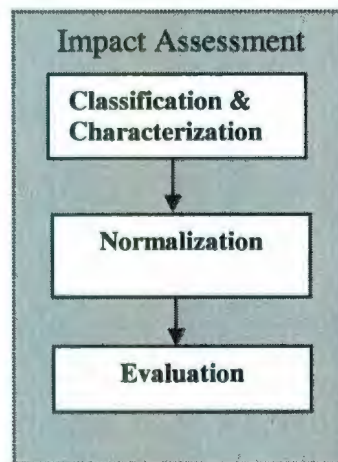 Impact Assessment
Classification &
Characterization
Normalization
Evaluation